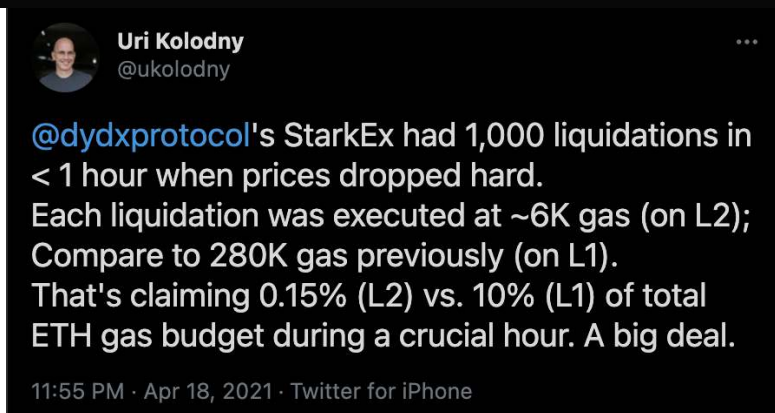 Uri Kolodny
@ukolodny
@dydxprotocol's StarkEx had 1,000 liquidations in
< 1 hour when prices dropped hard.
Each liquidation was executed at ~6K gas (on L2);
Compare to 280K gas previously (on L1).
That's claiming 0.15% (L2) vs. 10% (L1) of total
ETH gas budget during a crucial hour. A big deal.
11:55 PM · Apr 18, 2021 · Twitter for iPhone